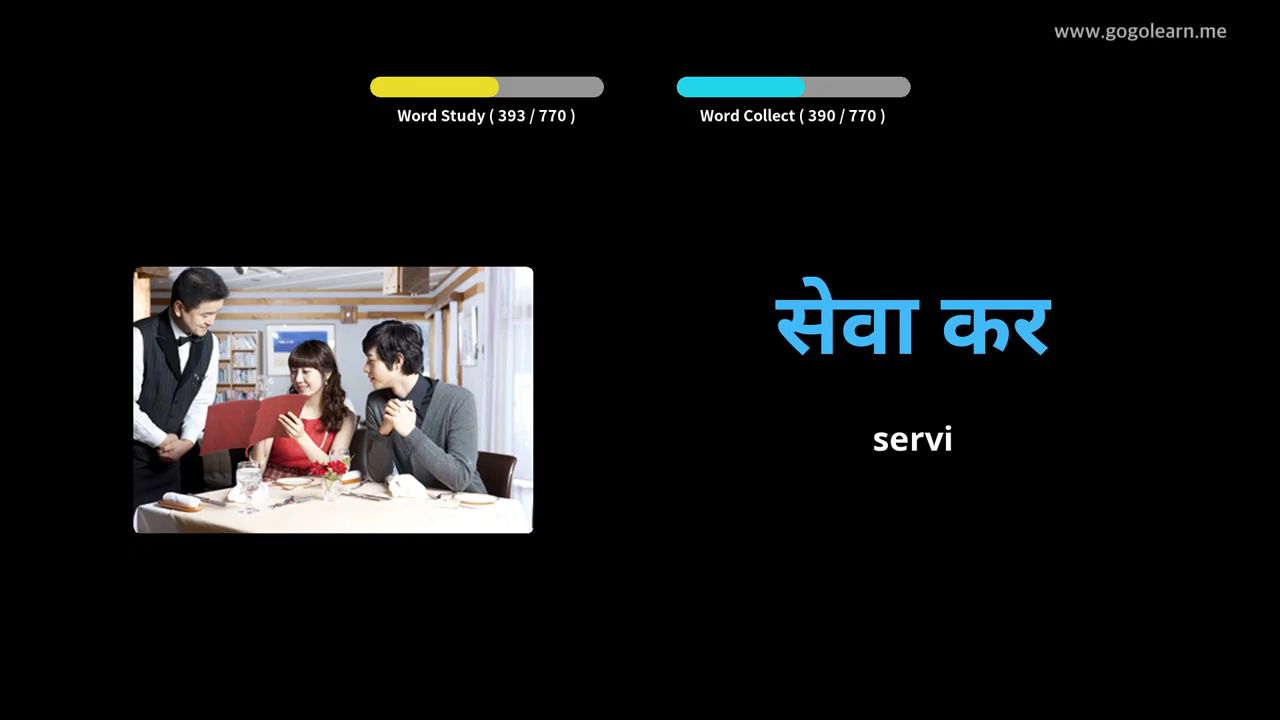 www.gogolearn.me
Word Study ( 393 / 770 )
Word Collect ( 390 / 770 )
सेवा कर
servi